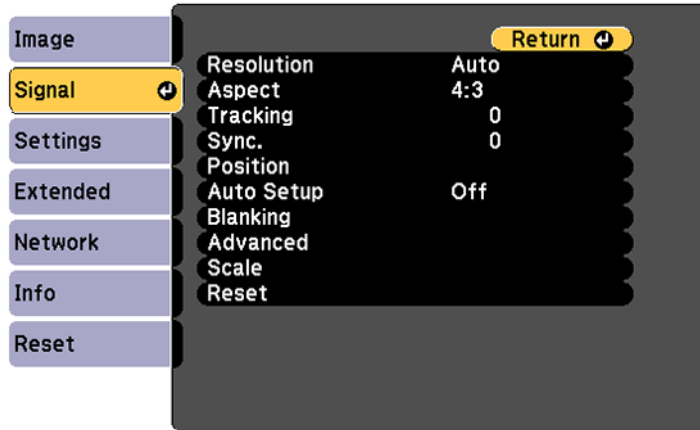 Image
Signal
Settings
Extended
Network
Info
Reset
Return
Resolution Auto
Aspect 4:3
Tracking 0
Sync. 0
Position
Auto Setup Off
Blanking
Advanced
Scale
Reset